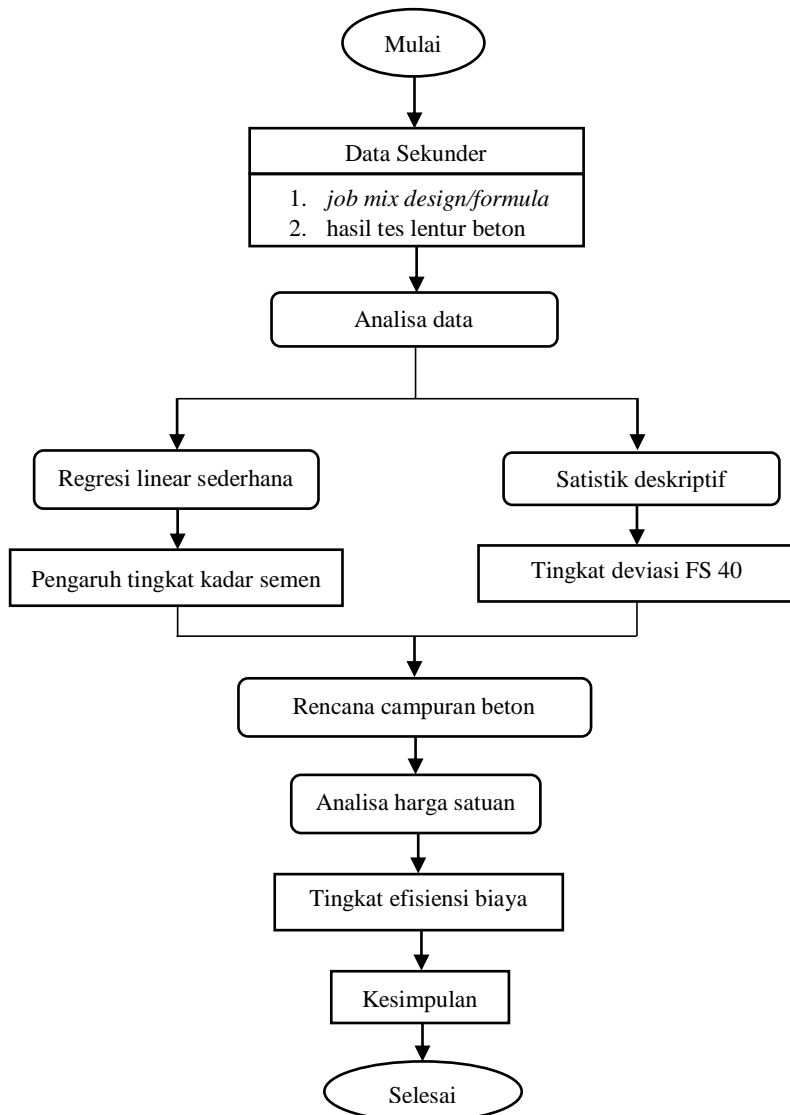 Mulai
Data Sekunder
1. job mix design/formula
2. hasil tes lentur beton
Analisa data
Regresi linear sederhana
Satistik deskriptif
Pengaruh tingkat kadar semen
Tingkat deviasi FS 40
Rencana campuran beton
Analisa harga satuan
Tingkat efisiensi biaya
Kesimpulan
Selesai